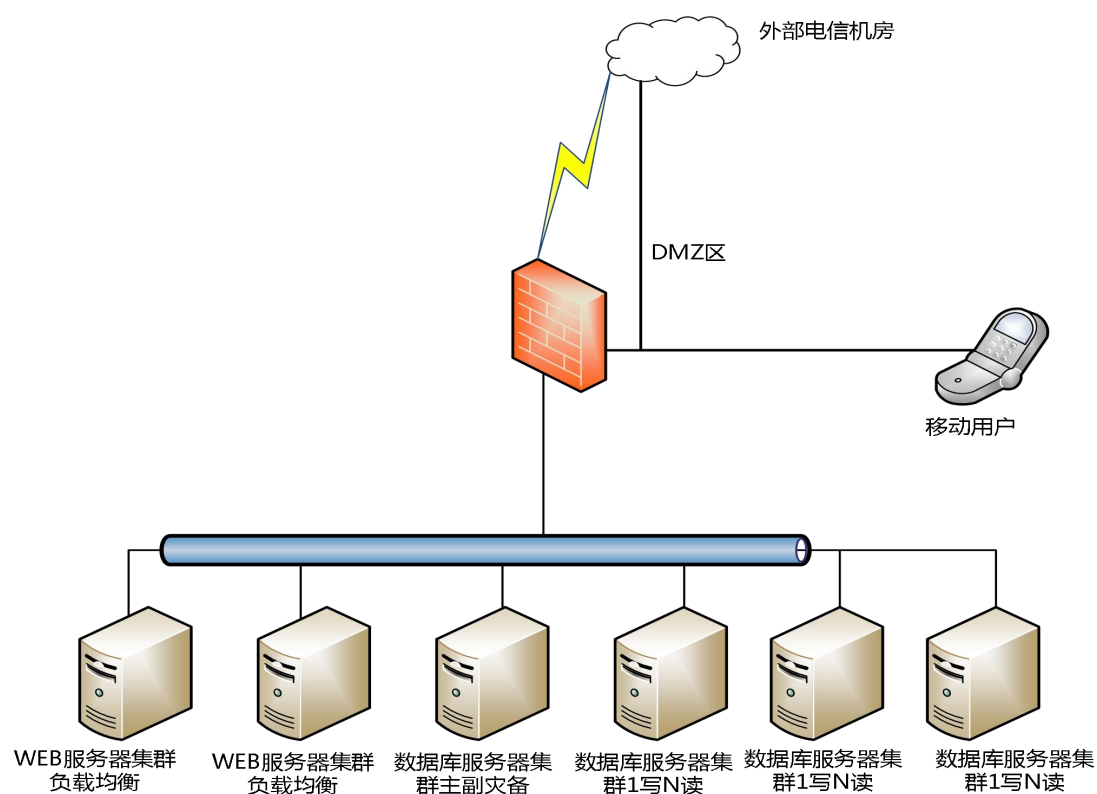 外部电信机房
DMZ区
移动用户
WEB服务器集群
负载均衡
WEB服务器集群
负载均衡
数据库服务器集
群主副灾备
数据库服务器集
群1写N读
数据库服务器集
群1写N读
数据库服务器集
群1写N读